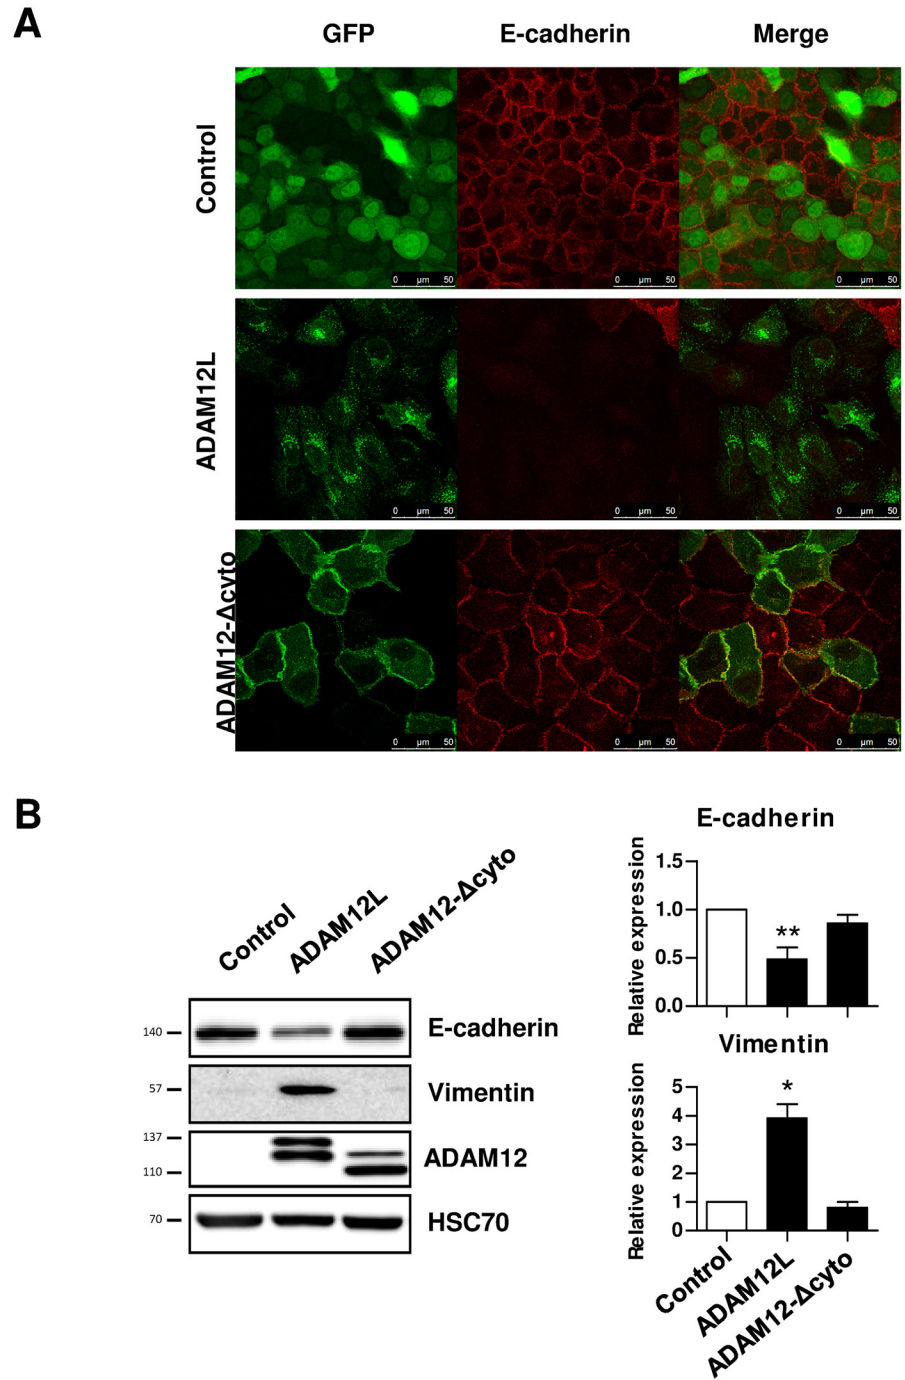 A
GFP E-cadherin Merge
Control
0 µm 50 0 µm 50 0 µm 50
ADAM12L
0 µm 50 0 µm 50 0 µm 50
ADAM12-Δcyto
0 µm 50 0 µm 50 0 µm 50
B
Control ADAM12L ADAM12-Δcyto
140 E-cadherin
57 Vimentin
137
110 ADAM12
70 HSC70
E-cadherin
Relative expression
1.5
1.0
0.5
0.0
**
Vimentin
Relative expression
5
4
3
2
1
0
*
Control ADAM12L ADAM12-Δcyto